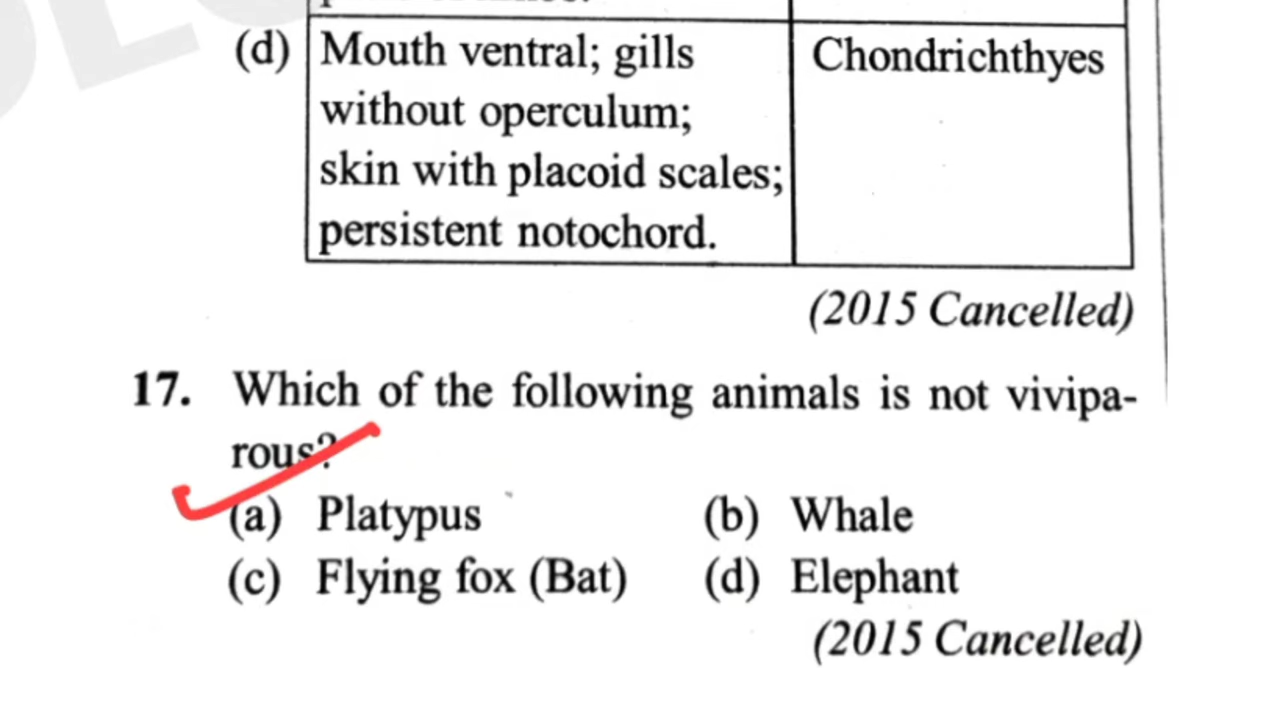 (d) Mouth ventral; gills Chondrichthyes
without operculum;
skin with placoid scales;
persistent notochord.
(2015 Cancelled)
17. Which of the following animals is not vivipa-
rous?
(a) Platypus (b) Whale
(c) Flying fox (Bat) (d) Elephant
(2015 Cancelled)